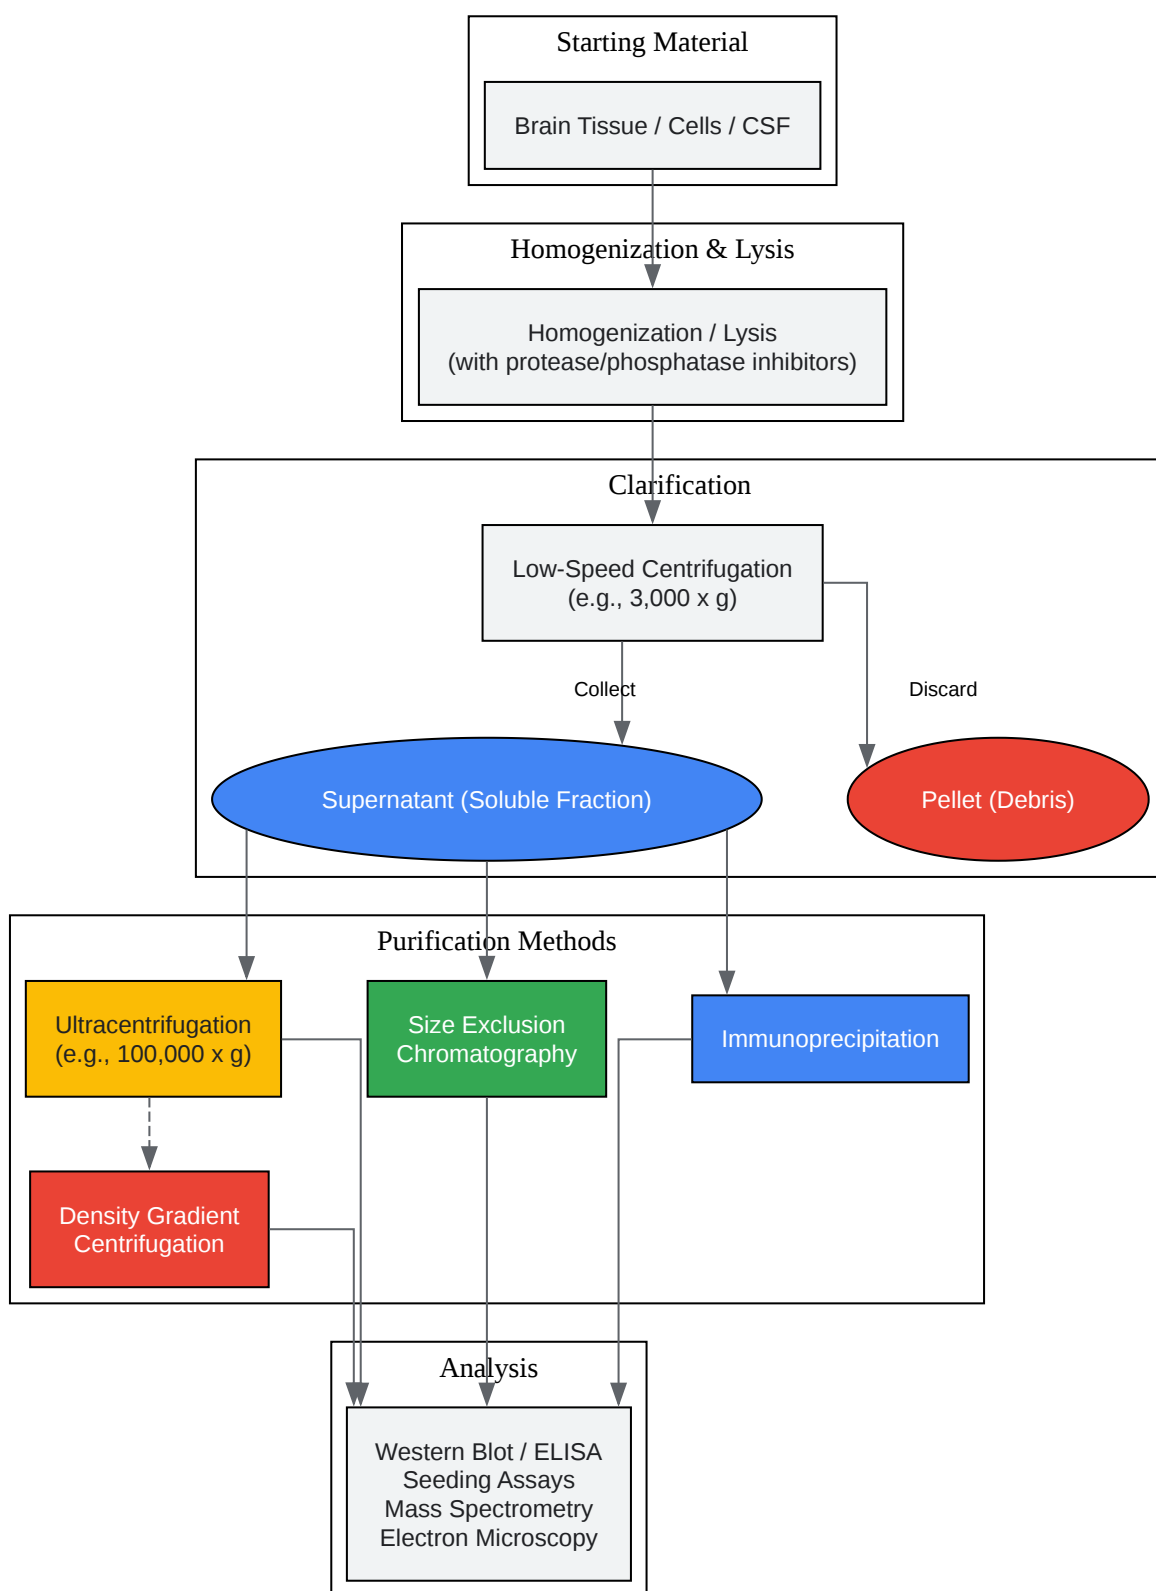 Starting Material
Brain Tissue / Cells / CSF
Homogenization & Lysis
Homogenization / Lysis
(with protease/phosphatase inhibitors)
Clarification
Low-Speed Centrifugation
(e.g., 3,000 x g)
Collect
Discard
Supernatant (Soluble Fraction)
Pellet (Debris)
Purification Methods
Ultracentrifugation
(e.g., 100,000 x g)
Size Exclusion
Chromatography
Immunoprecipitation
Density Gradient
Centrifugation
Analysis
Western Blot / ELISA
Seeding Assays
Mass Spectrometry
Electron Microscopy